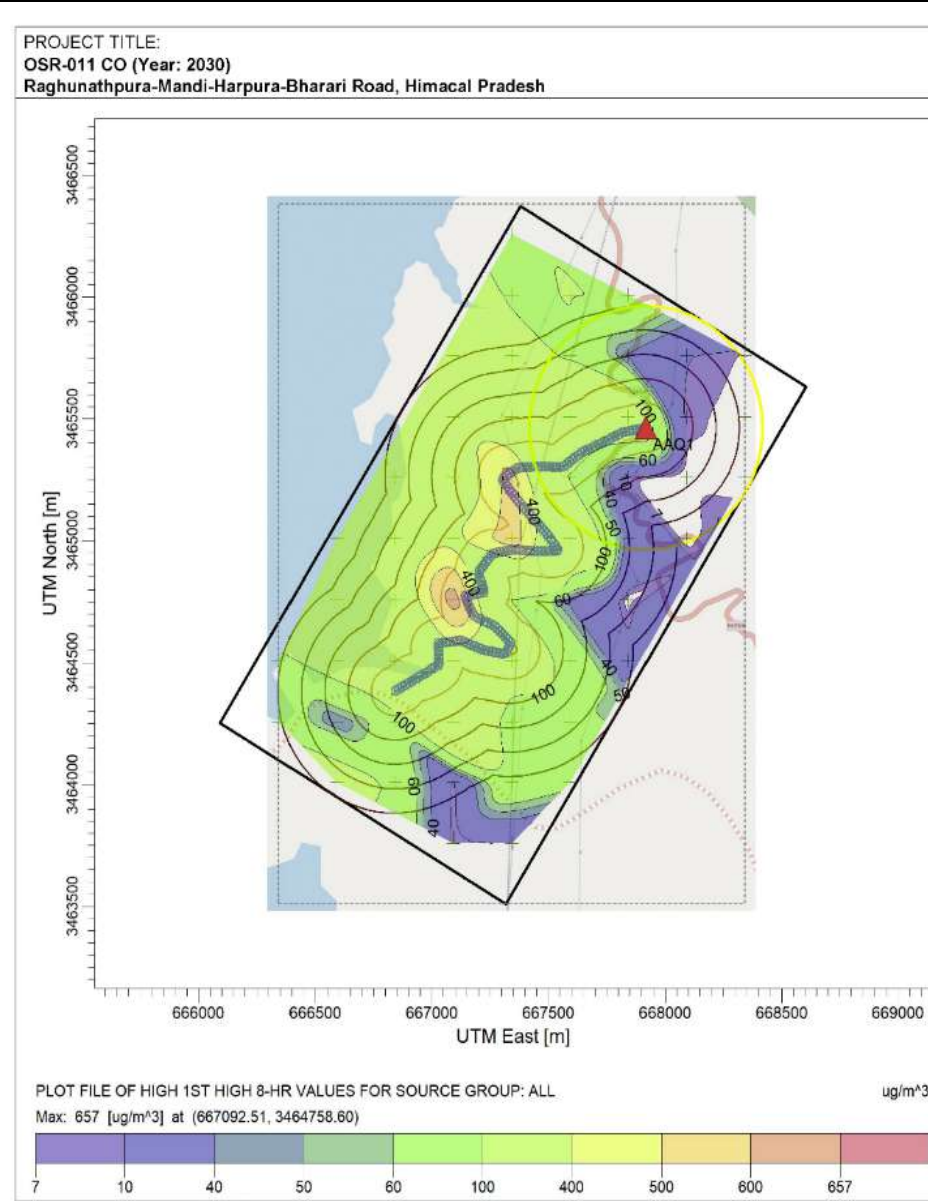 PROJECT TITLE:
OSR-011 CO (Year: 2030)
Raghunathpura-Mandi-Harpura-Bharari Road, Himacal Pradesh
UTM North [m]
3466500
3466000
3465500
3465000
3464500
3464000
3463500
100
AAQ1
60
10
40
50
1
400
100
400
60
40
50
100
100
60
40
666000 666500 667000 667500 668000 668500 669000
UTM East [m]
PLOT FILE OF HIGH 1ST HIGH 8-HR VALUES FOR SOURCE GROUP: ALL ug/m^3
Max: 657 [ug/m^3] at (667092.51, 3464758.60)
7 10 40 50 60 100 400 500 600 657